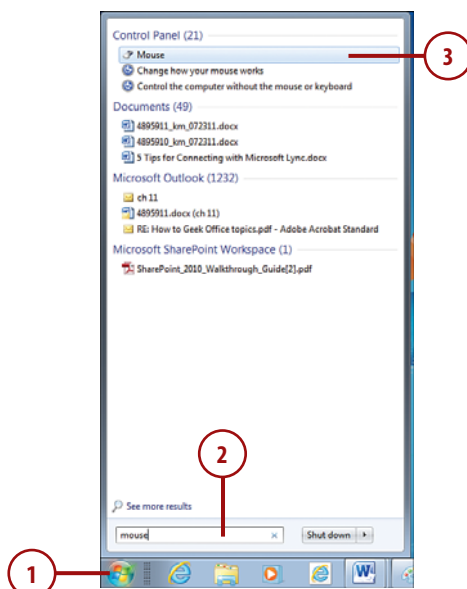 Control Panel (21)
Mouse
Change how your mouse works
Control the computer without the mouse or keyboard
Documents (49)
4895911_km_072311.docx
4895910_km_072311.docx
5 Tips for Connecting with Microsoft Lync.docx
Microsoft Outlook (1232)
ch 11
4895911.docx (ch 11)
RE: How to Geek Office topics.pdf - Adobe Acrobat Standard
Microsoft SharePoint Workspace (1)
SharePoint_2010_Walkthrough_Guide[2].pdf
See more results
mouse
Shut down
1
2
3